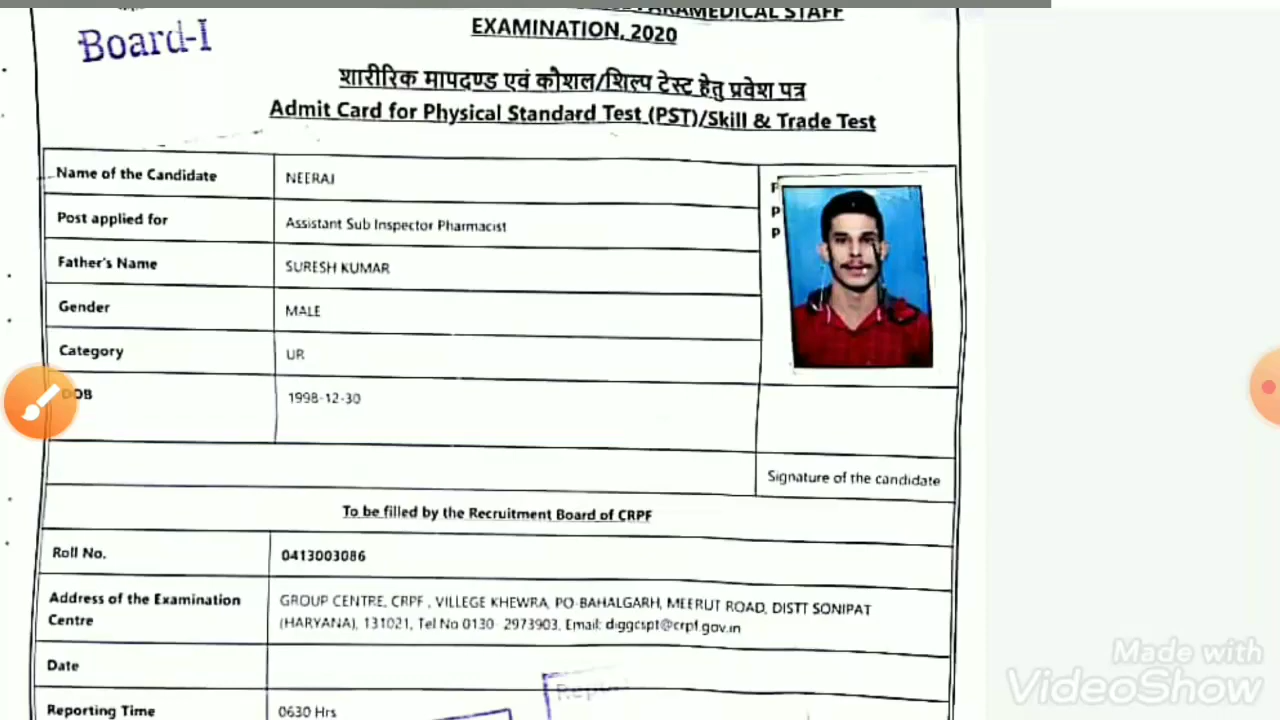 PARAMEDICAL STAFF
EXAMINATION, 2020
Board-I
शारीरिक मापदण्ड एवं कौशल/शिल्प टेस्ट हेतु प्रवेश पत्र
Admit Card for Physical Standard Test (PST)/Skill & Trade Test
Name of the Candidate NEERAJ
Post applied for Assistant Sub Inspector Pharmacist
Father's Name SURESH KUMAR
Gender MALE
Category UR
DOB 1998-12-30
F
P
P
Signature of the candidate
To be filled by the Recruitment Board of CRPF
Roll No. 0413003086
Address of the Examination Centre
GROUP CENTRE, CRPF , VILLEGE KHEWRA, PO-BAHALGARH, MEERUT ROAD, DISTT SONIPAT
(HARYANA), 131021, Tel No 0130- 2973903, Email: diggcspt@crpf.gov.in
Date
Reporting Time 0630 Hrs
Made with
VideoShow